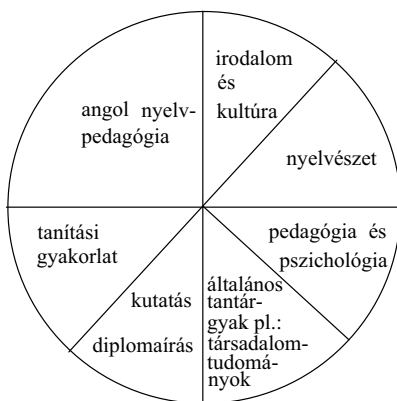 irodalom
és
kultúra
angol nyelv-
pedagógia
nyelvészet
pedagógia és
pszichológia
tanítási
gyakorlat
kutatás
diplomaírás
általános
tantár-
gyak pl.:
társadalom-
tudomá-
nyok